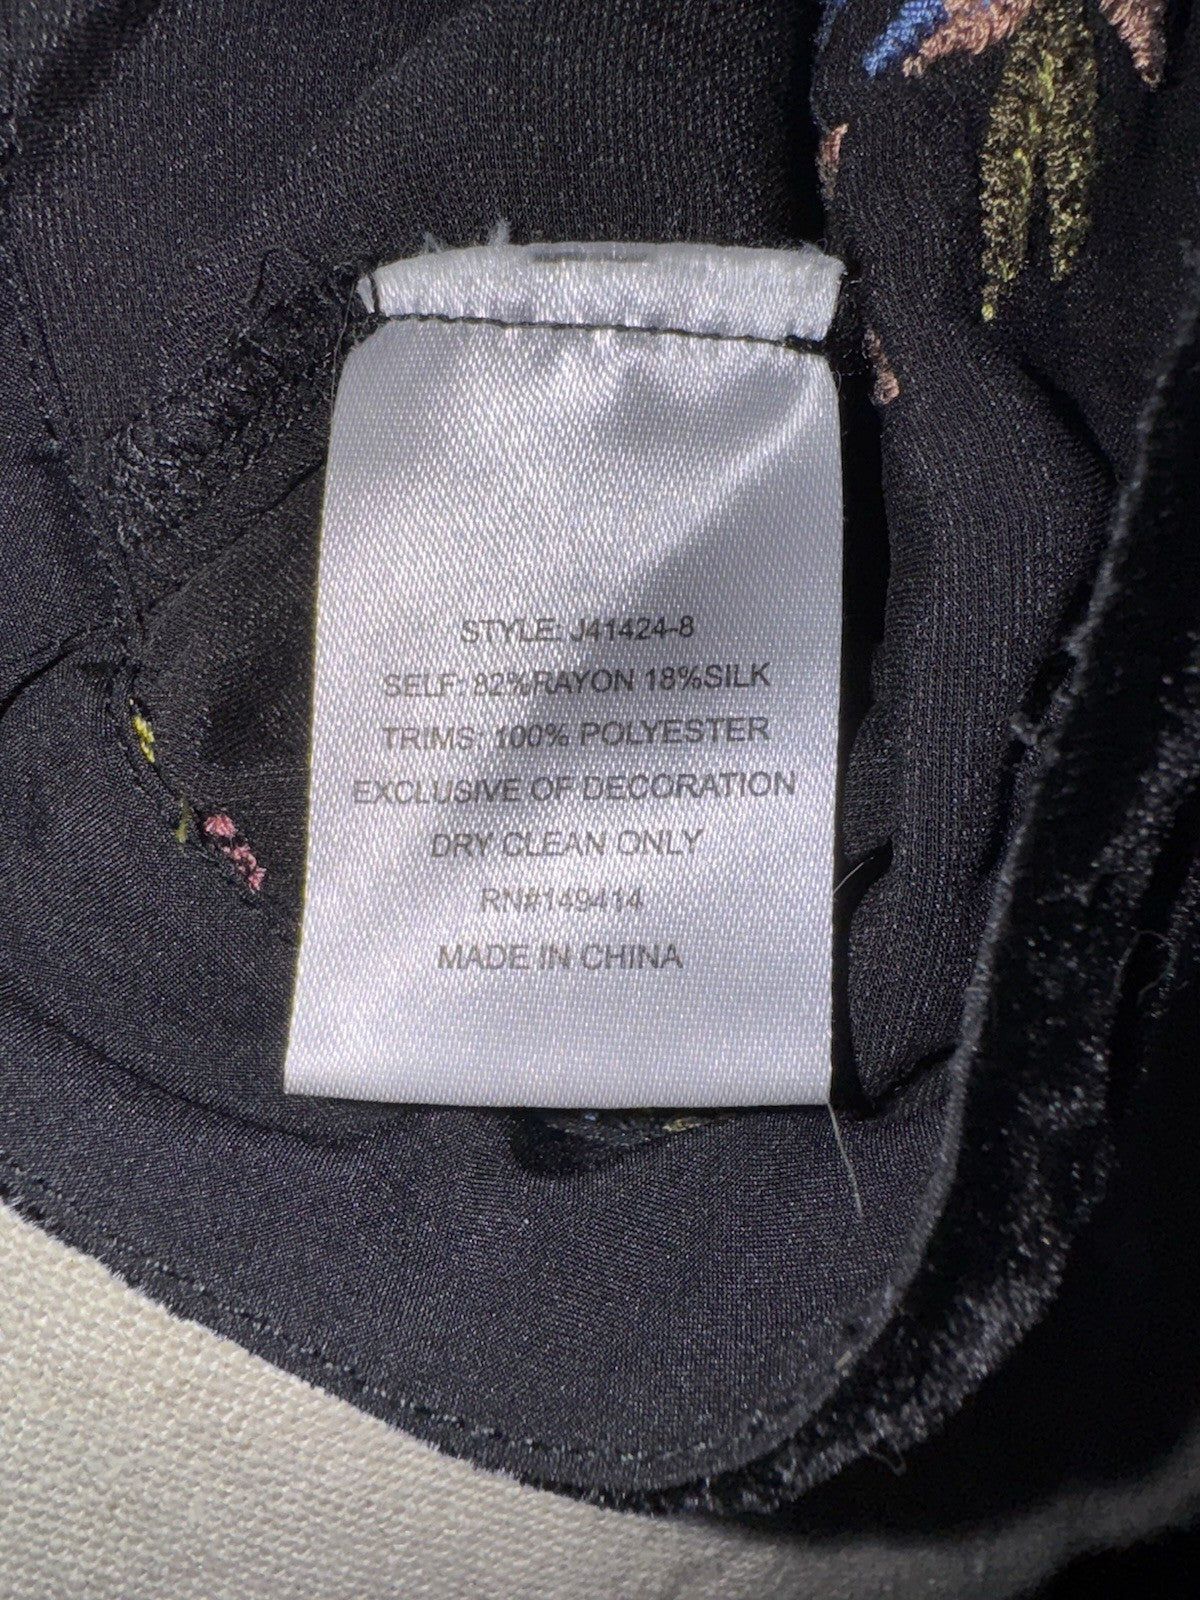 STYLE: J41424-8
SELF: 82%RAYON 18%SILK
TRIMS: 100% POLYESTER
EXCLUSIVE OF DECORATION
DRY CLEAN ONLY
RN#149414
MADE IN CHINA